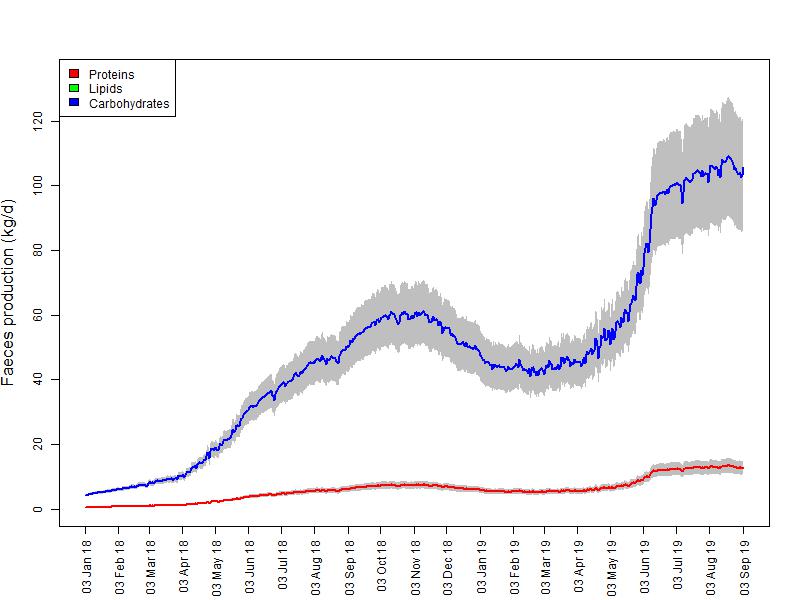 Proteins
Lipids
Carbohydrates
Faeces production (kg/d)
120
100
80
60
40
20
0
03 Jan 18
03 Feb 18
03 Mar 18
03 Apr 18
03 May 18
03 Jun 18
03 Jul 18
03 Aug 18
03 Sep 18
03 Oct 18
03 Nov 18
03 Dec 18
03 Jan 19
03 Feb 19
03 Mar 19
03 Apr 19
03 May 19
03 Jun 19
03 Jul 19
03 Aug 19
03 Sep 19